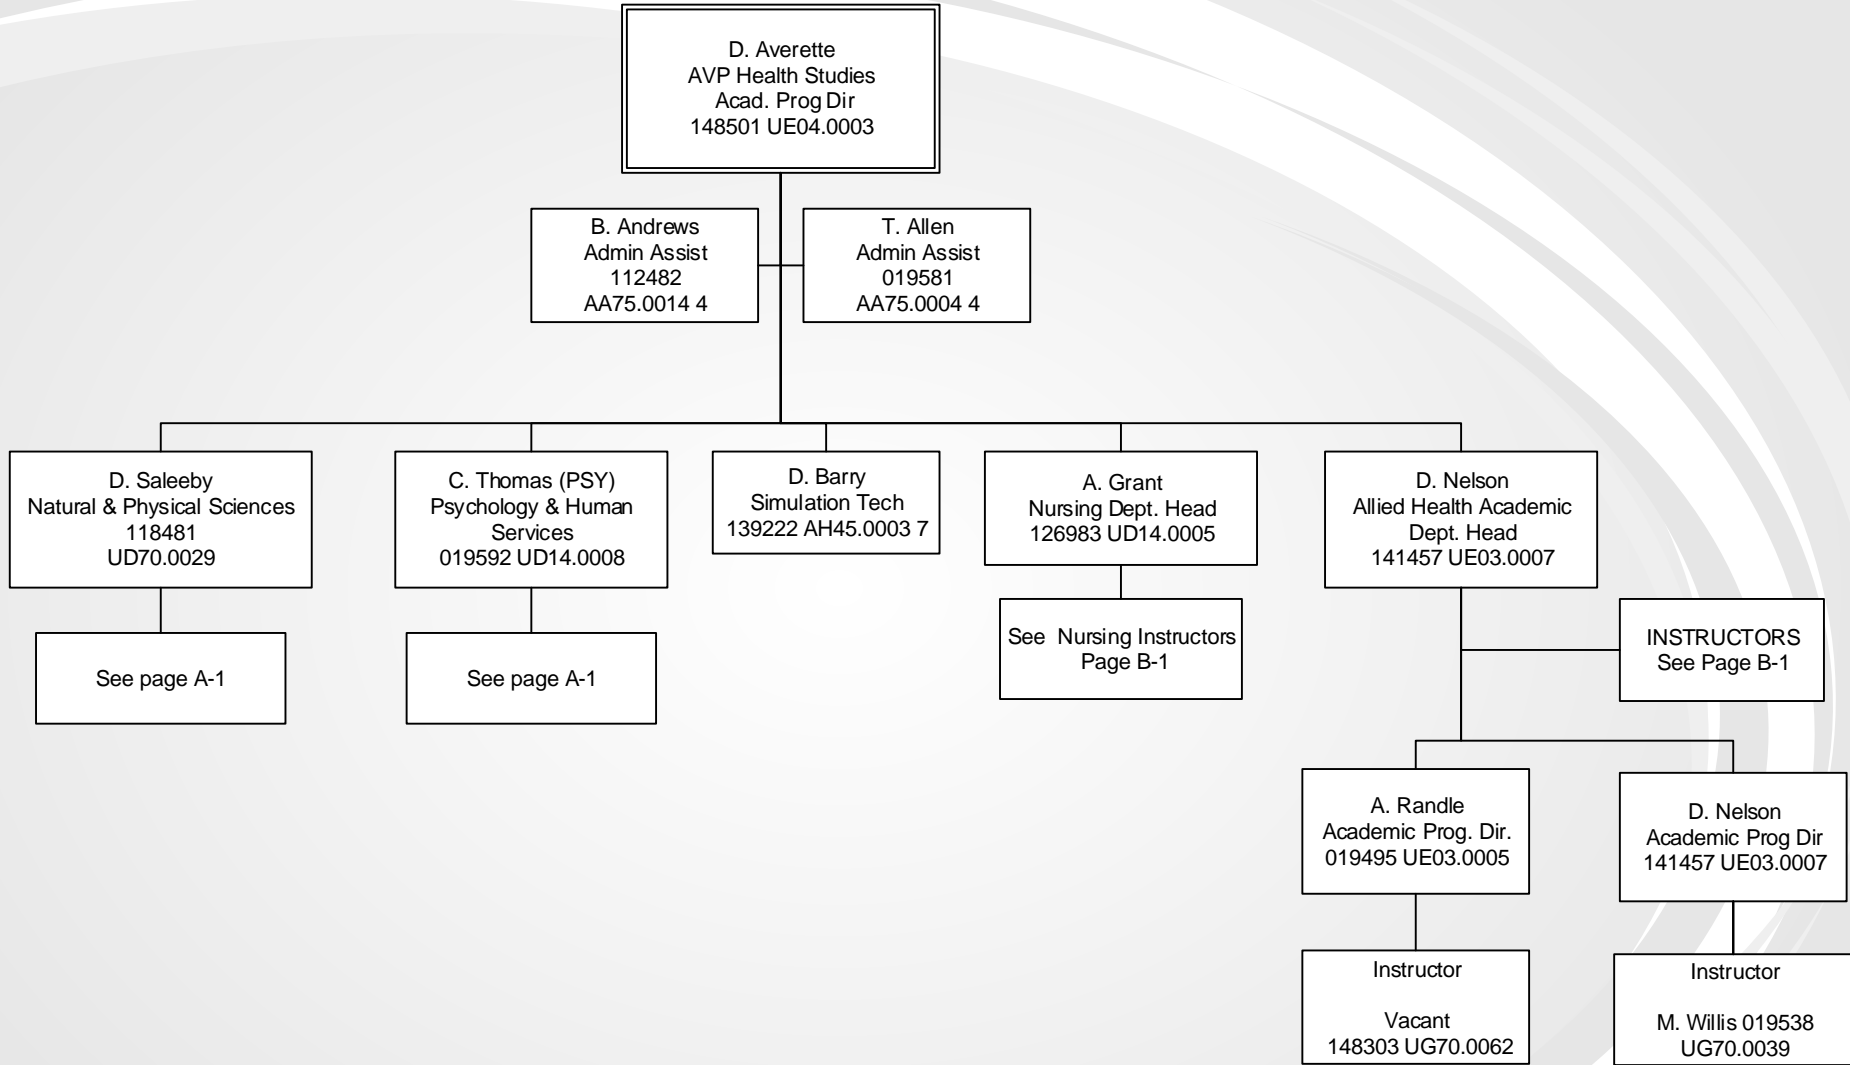 D. Averette
AVP Health Studies
Acad. Prog Dir
148501 UE04.0003
B. Andrews
Admin Assist
112482
AA75.0014 4
T. Allen
Admin Assist
019581
AA75.0004 4
D. Saleeby
Natural & Physical Sciences
118481
UD70.0029
C. Thomas (PSY)
Psychology & Human
Services
019592 UD14.0008
D. Barry
Simulation Tech
139222 AH45.0003 7
A. Grant
Nursing Dept. Head
126983 UD14.0005
D. Nelson
Allied Health Academic
Dept. Head
141457 UE03.0007
See page A-1
See page A-1
See  Nursing Instructors
Page B-1
INSTRUCTORS
See Page B-1
A. Randle
Academic Prog. Dir.
019495 UE03.0005
D. Nelson
Academic Prog Dir
141457 UE03.0007
Instructor
Vacant
148303 UG70.0062
Instructor
M. Willis 019538
UG70.0039